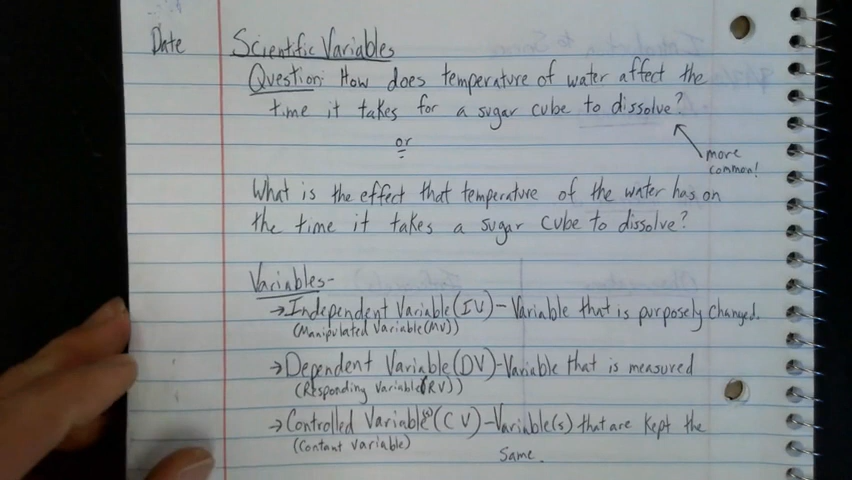 Date
Scientific Variables
Question: How does temperature of water affect the
time it takes for a sugar cube to dissolve?
or
more
common!
What is the effect that temperature of the water has on
the time it takes a sugar cube to dissolve?
Variables-
→Independent Variable (IV) - Variable that is purposely changed.
(Manipulated Variable (MV))
→Dependent Variable (DV) - Variable that is measured
(Responding Variable (RV))
→Controlled Variable (CV) - Variable(s) that are kept the
(Contant Variable)
same.